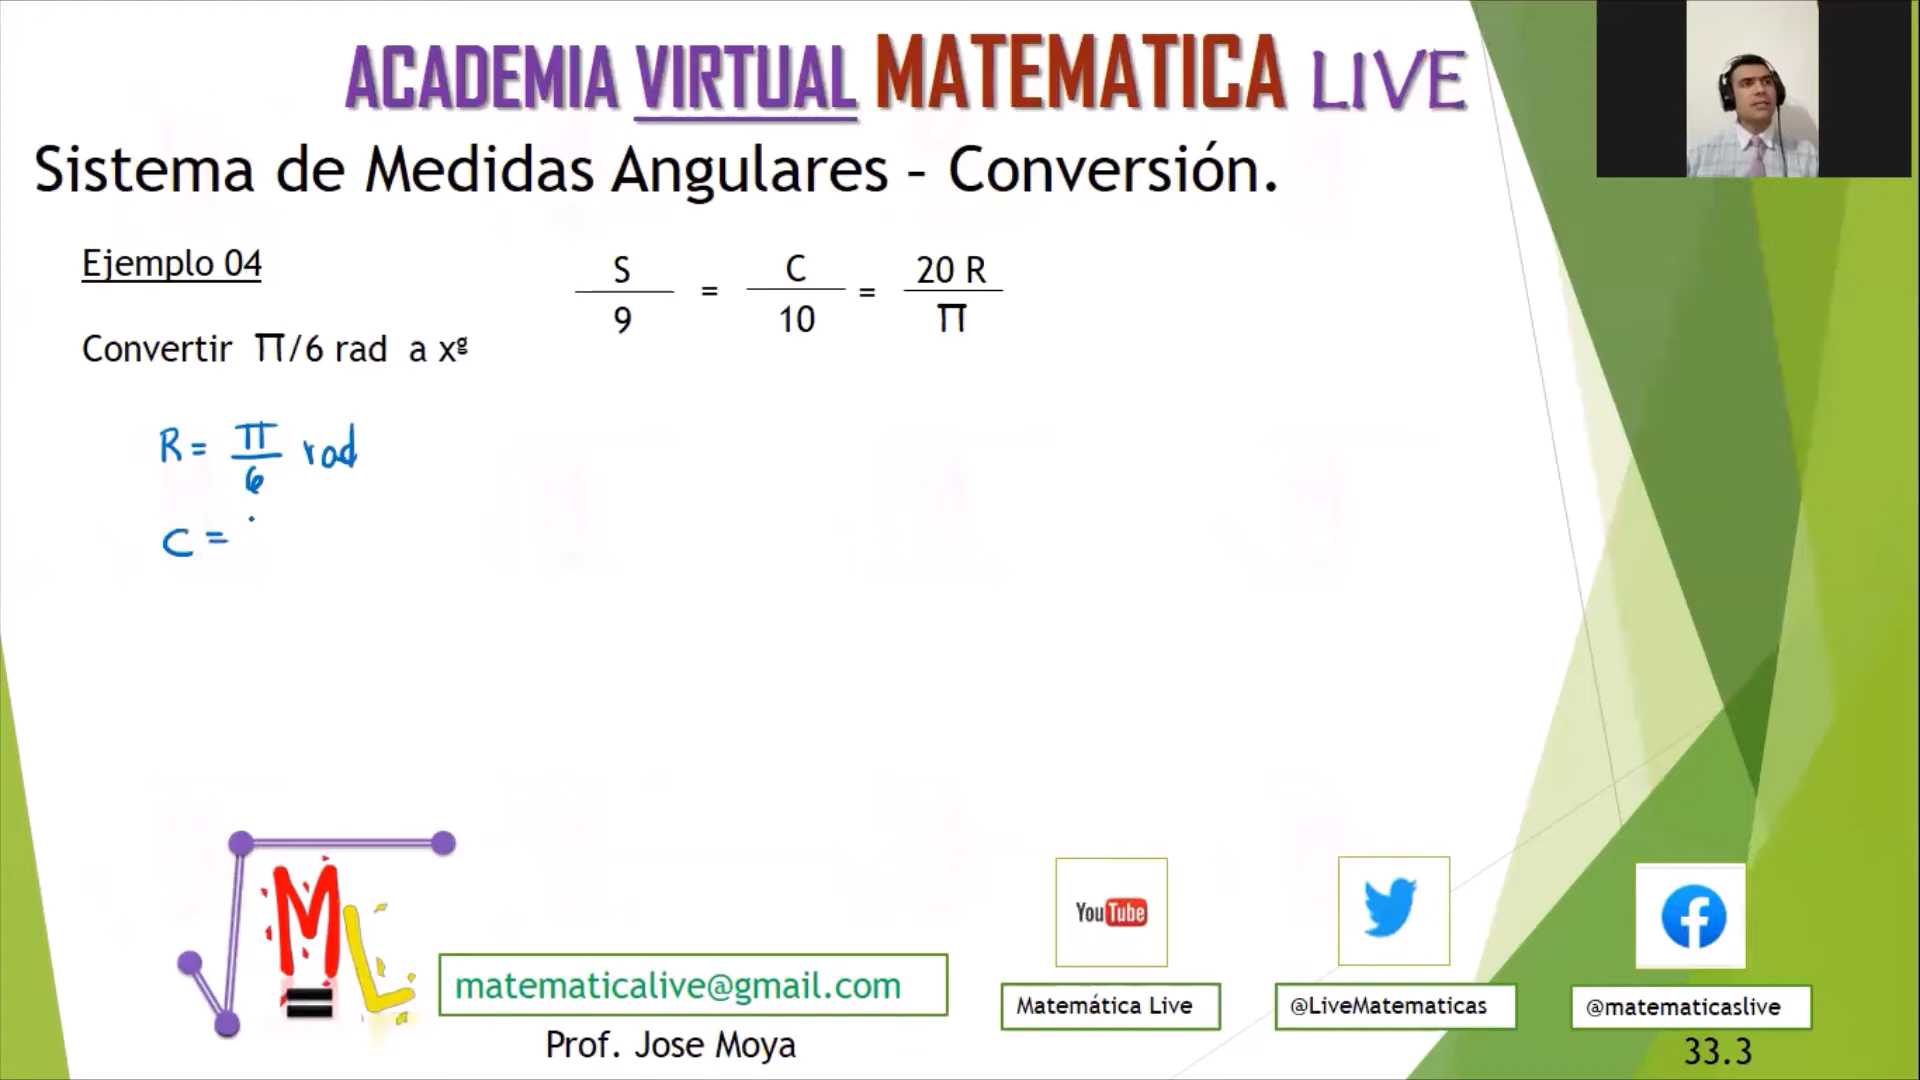 ACADEMIA VIRTUAL MATEMATICA LIVE
Sistema de Medidas Angulares – Conversión.
Ejemplo 04
S/9 = C/10 = 20 R/Π
Convertir Π/6 rad a xᵍ
R = π/6 rad
C =
ML
YouTube
matematicalive@gmail.com
Matemática Live
@LiveMatematicas
@matematicaslive
Prof. Jose Moya
33.3